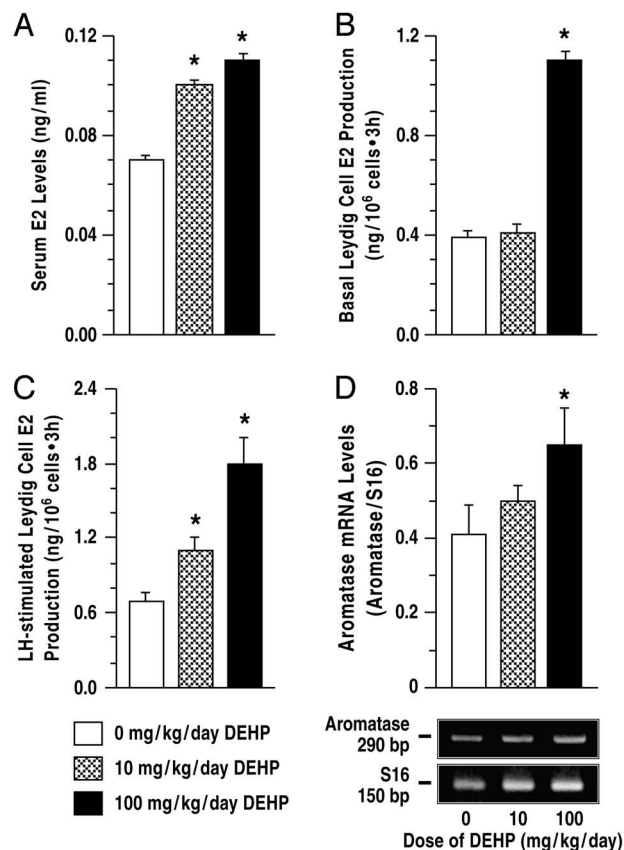 A
Serum E2 Levels (ng/ml)
0.12
0.08
0.04
0.00
*
*
B
Basal Leydig Cell E2 Production
(ng/10⁶ cells•3h)
1.2
0.8
0.4
0.0
*
C
LH-stimulated Leydig Cell E2
Production (ng/10⁶ cells•3h)
2.4
1.8
1.2
0.6
0.0
*
*
D
Aromatase mRNA Levels
(Aromatase/S16)
0.8
0.6
0.4
0.2
0
*
0 mg/kg/day DEHP
10 mg/kg/day DEHP
100 mg/kg/day DEHP
Aromatase
290 bp
S16
150 bp
0 10 100
Dose of DEHP (mg/kg/day)